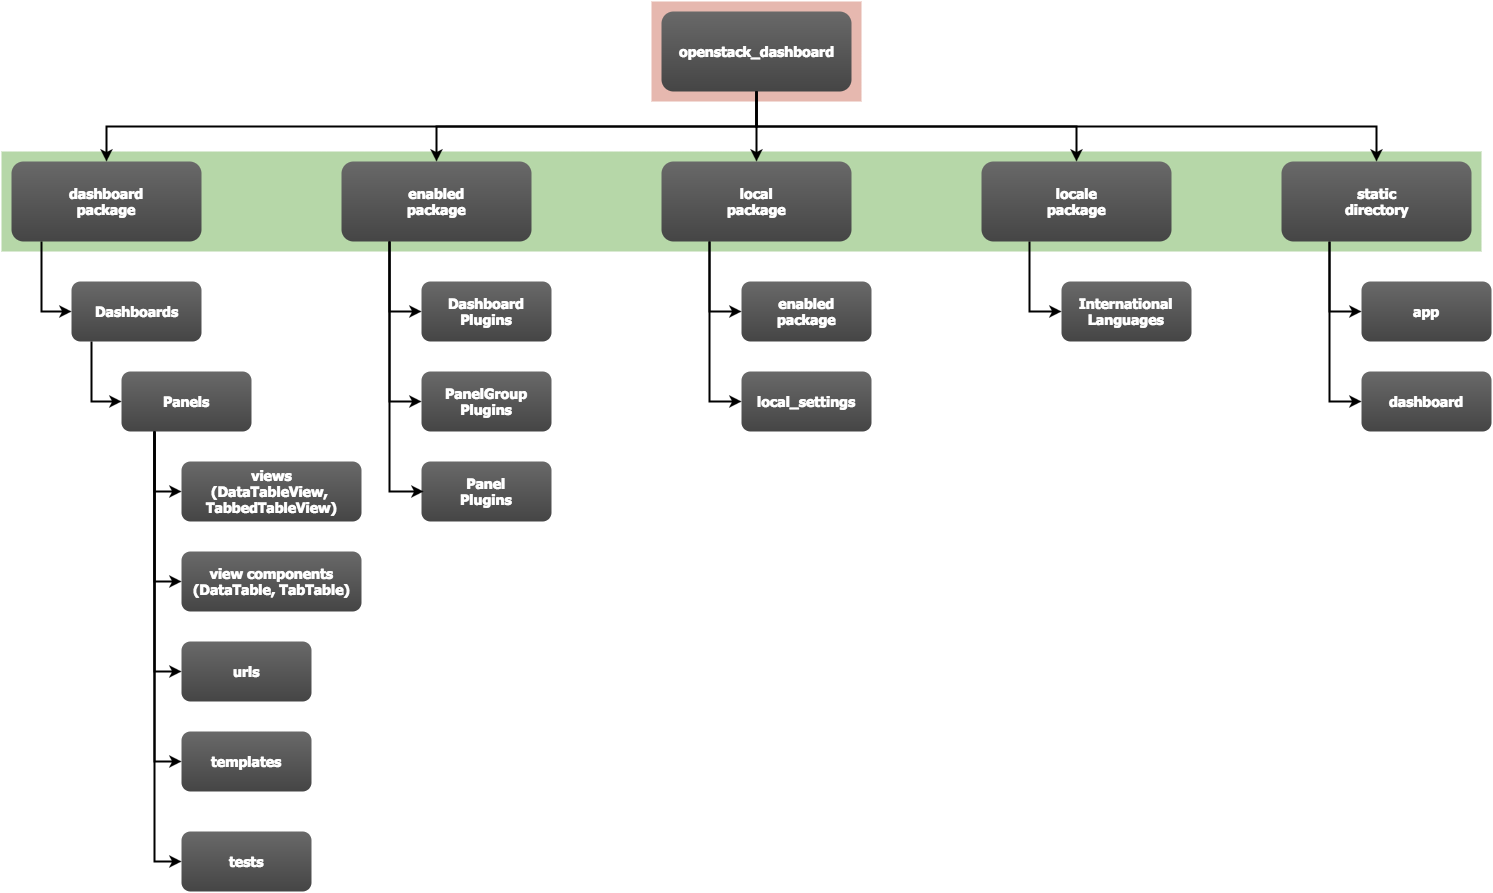 openstack_dashboard
dashboard
package
enabled
package
local
package
locale
package
static
directory
Dashboards
Dashboard
Plugins
enabled
package
International
Languages
app
Panels
PanelGroup
Plugins
local_settings
dashboard
views
(DataTableView,
TabbedTableView)
Panel
Plugins
view components
(DataTable, TabTable)
urls
templates
tests